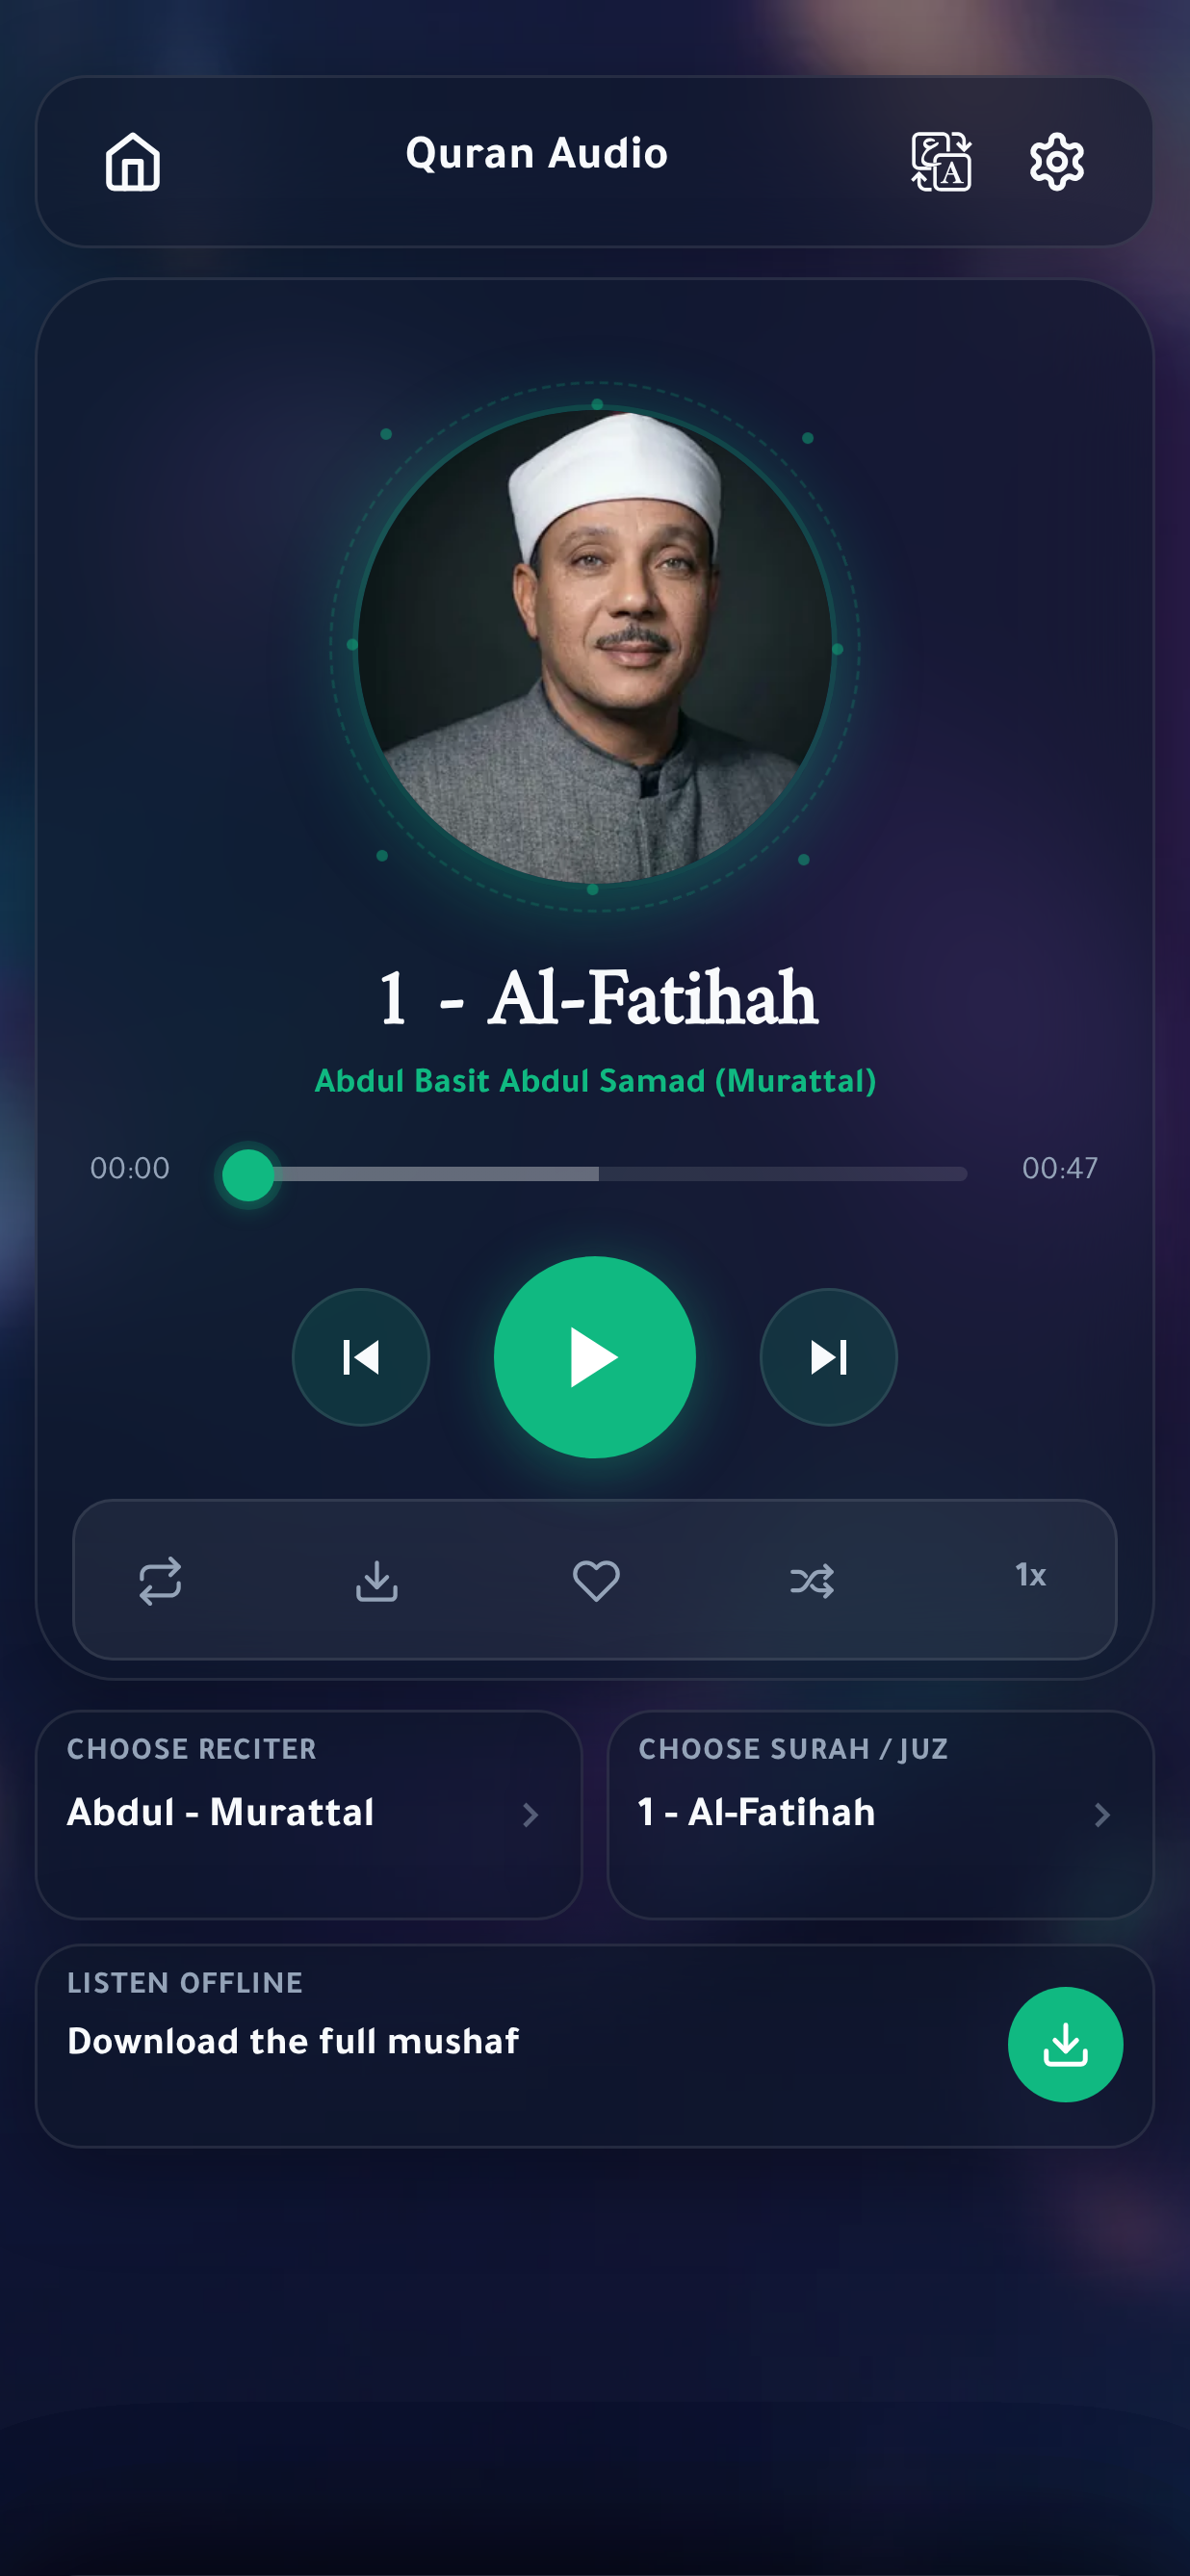 Quran Audio
ع
A
1 - Al-Fatihah
Abdul Basit Abdul Samad (Murattal)
00:00
00:47
1x
CHOOSE RECITER
CHOOSE SURAH / JUZ
Abdul - Murattal
1 - Al-Fatihah
LISTEN OFFLINE
Download the full mushaf